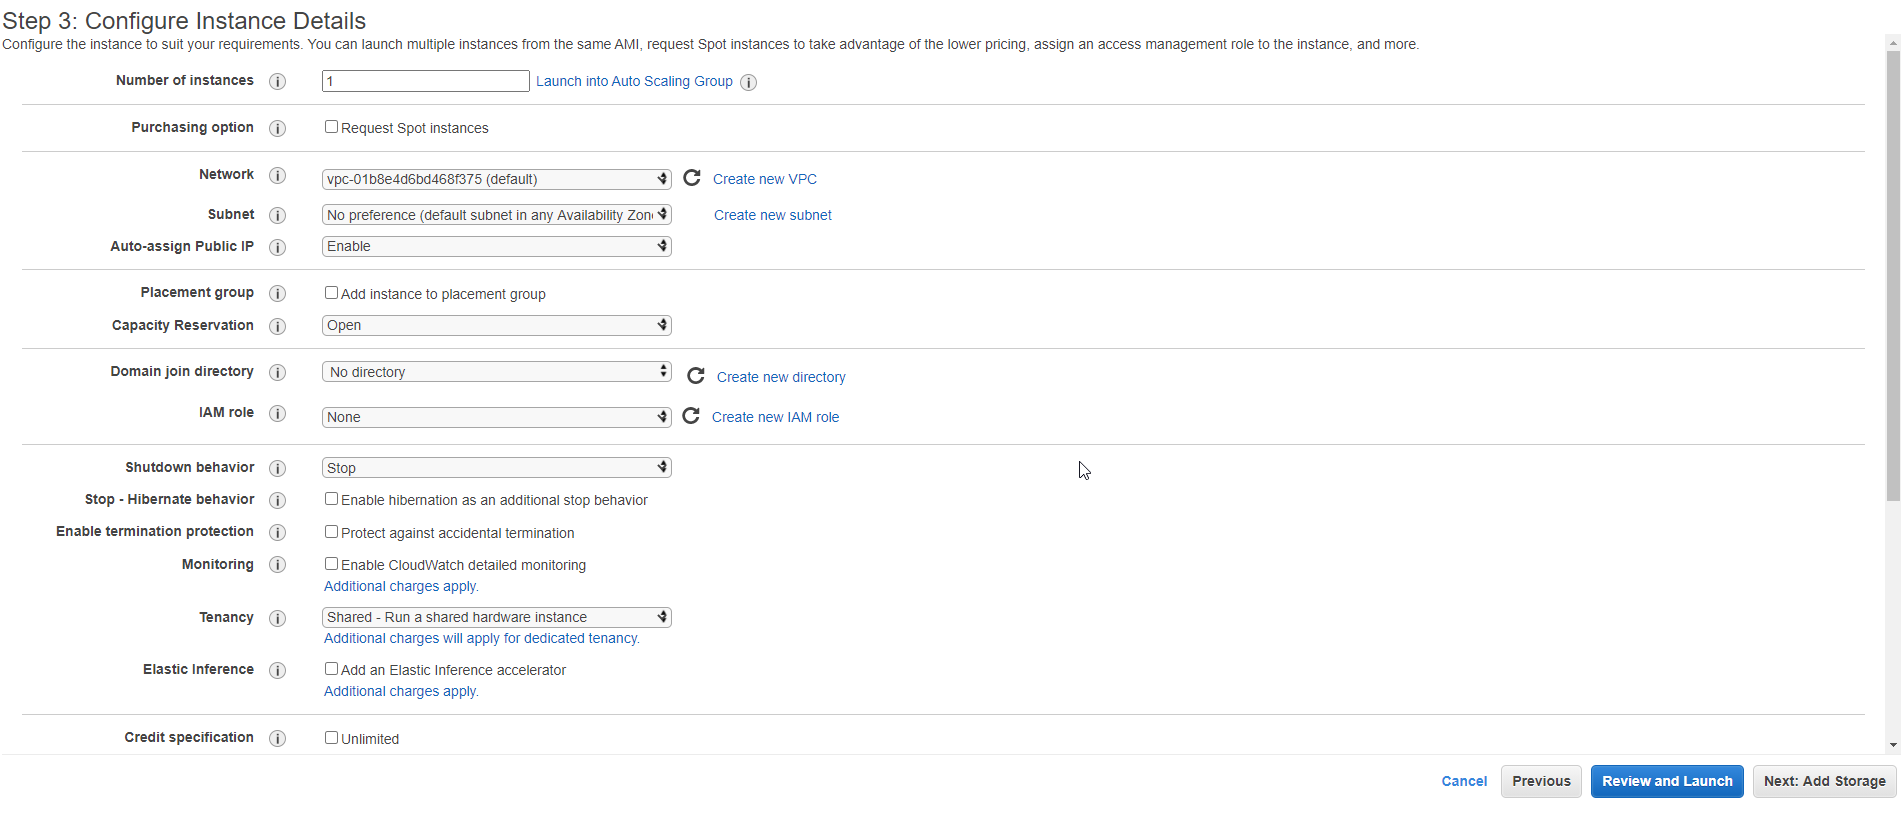 Step 3: Configure Instance Details
Configure the instance to suit your requirements. You can launch multiple instances from the same AMI, request Spot instances to take advantage of the lower pricing, assign an access management role to the instance, and more.
Number of instances i 1 Launch into Auto Scaling Group i
Purchasing option i Request Spot instances
Network i vpc-01b8e4d6bd468f375 (default) Create new VPC
Subnet i No preference (default subnet in any Availability Zon Create new subnet
Auto-assign Public IP i Enable
Placement group i Add instance to placement group
Capacity Reservation i Open
Domain join directory i No directory Create new directory
IAM role i None Create new IAM role
Shutdown behavior i Stop
Stop - Hibernate behavior i Enable hibernation as an additional stop behavior
Enable termination protection i Protect against accidental termination
Monitoring i Enable CloudWatch detailed monitoring
Additional charges apply.
Tenancy i Shared - Run a shared hardware instance
Additional charges will apply for dedicated tenancy.
Elastic Inference i Add an Elastic Inference accelerator
Additional charges apply.
Credit specification i Unlimited
Cancel Previous Review and Launch Next: Add Storage